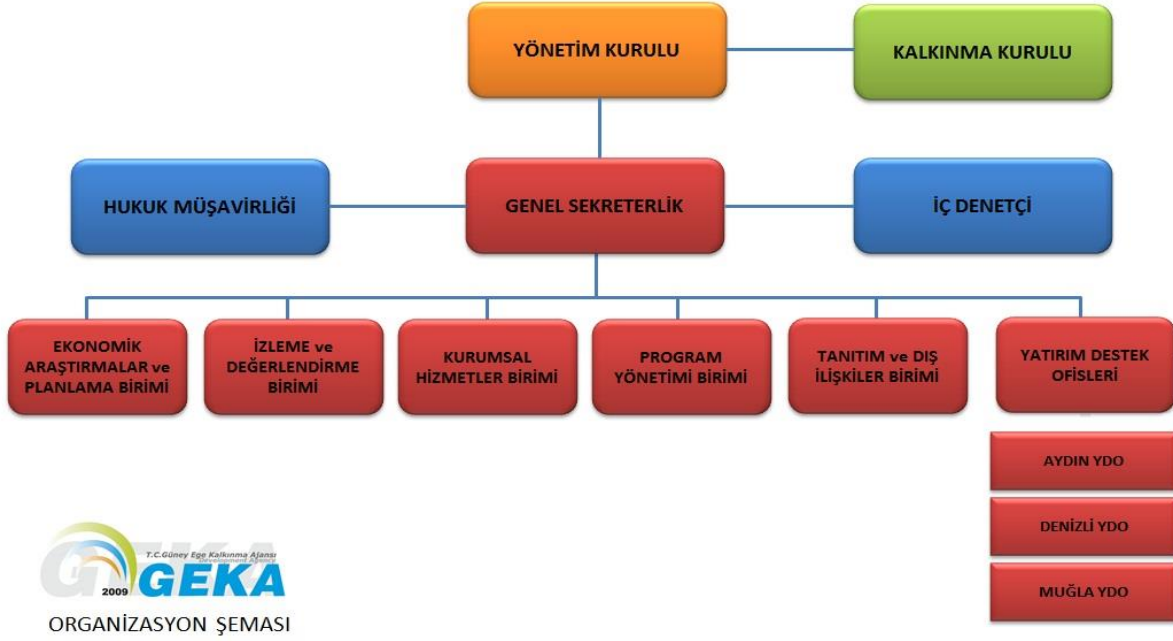 YÖNETİM KURULU
KALKINMA KURULU
HUKUK MÜŞAVİRLİĞİ
GENEL SEKRETERLİK
İÇ DENETÇİ
EKONOMİK
ARAŞTIRMALAR ve
PLANLAMA BİRİMİ
İZLEME ve
DEĞERLENDİRME
BİRİMİ
KURUMSAL
HİZMETLER BİRİMİ
PROGRAM
YÖNETİMİ BİRİMİ
TANITIM ve DIŞ
İLİŞKİLER BİRİMİ
YATIRIM DESTEK
OFİSLERİ
AYDIN YDO
DENİZLİ YDO
MUĞLA YDO
T.C.Güney Ege Kalkınma Ajansı
Development Agency
2009 GEKA
ORGANİZASYON ŞEMASI